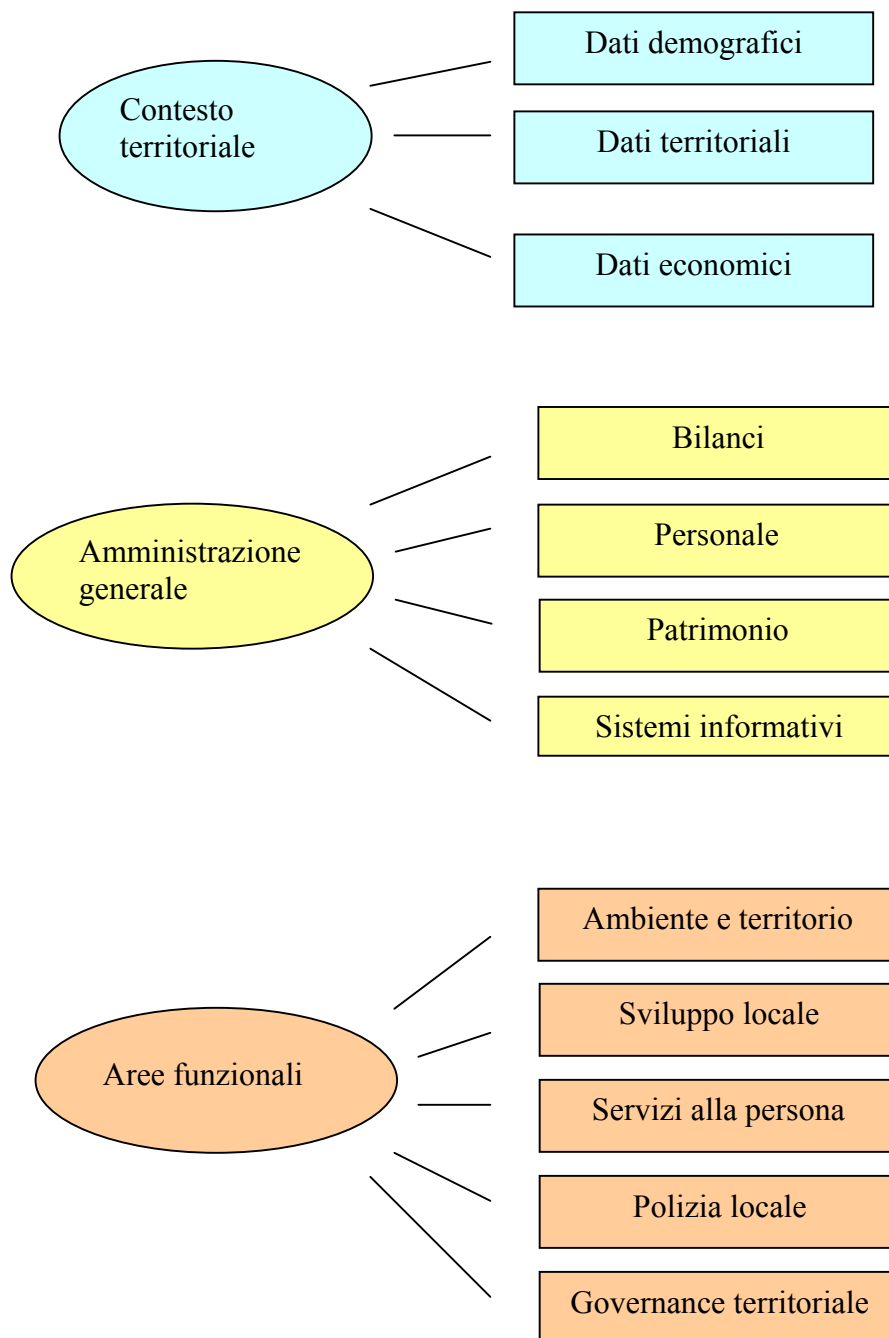 Contesto
territoriale
Dati demografici
Dati territoriali
Dati economici
Amministrazione
generale
Bilanci
Personale
Patrimonio
Sistemi informativi
Aree funzionali
Ambiente e territorio
Sviluppo locale
Servizi alla persona
Polizia locale
Governance territoriale